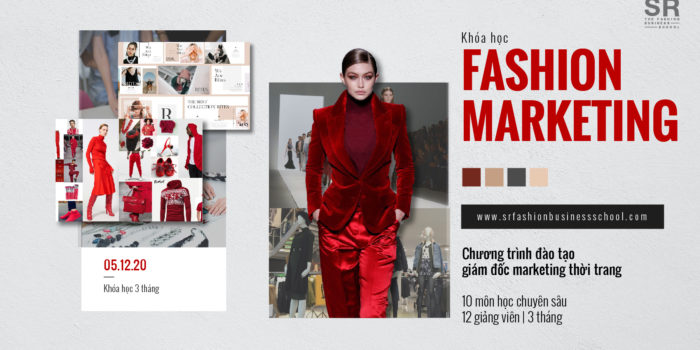 SR
THE FASHION
BUSINESS
SCHOOL
Khóa học
FASHION
MARKETING
www.srfashionbusinessschool.com
Chương trình đào tạo
giám đốc marketing thời trang
10 môn học chuyên sâu
12 giảng viên | 3 tháng
05.12.20
Khóa học 3 tháng